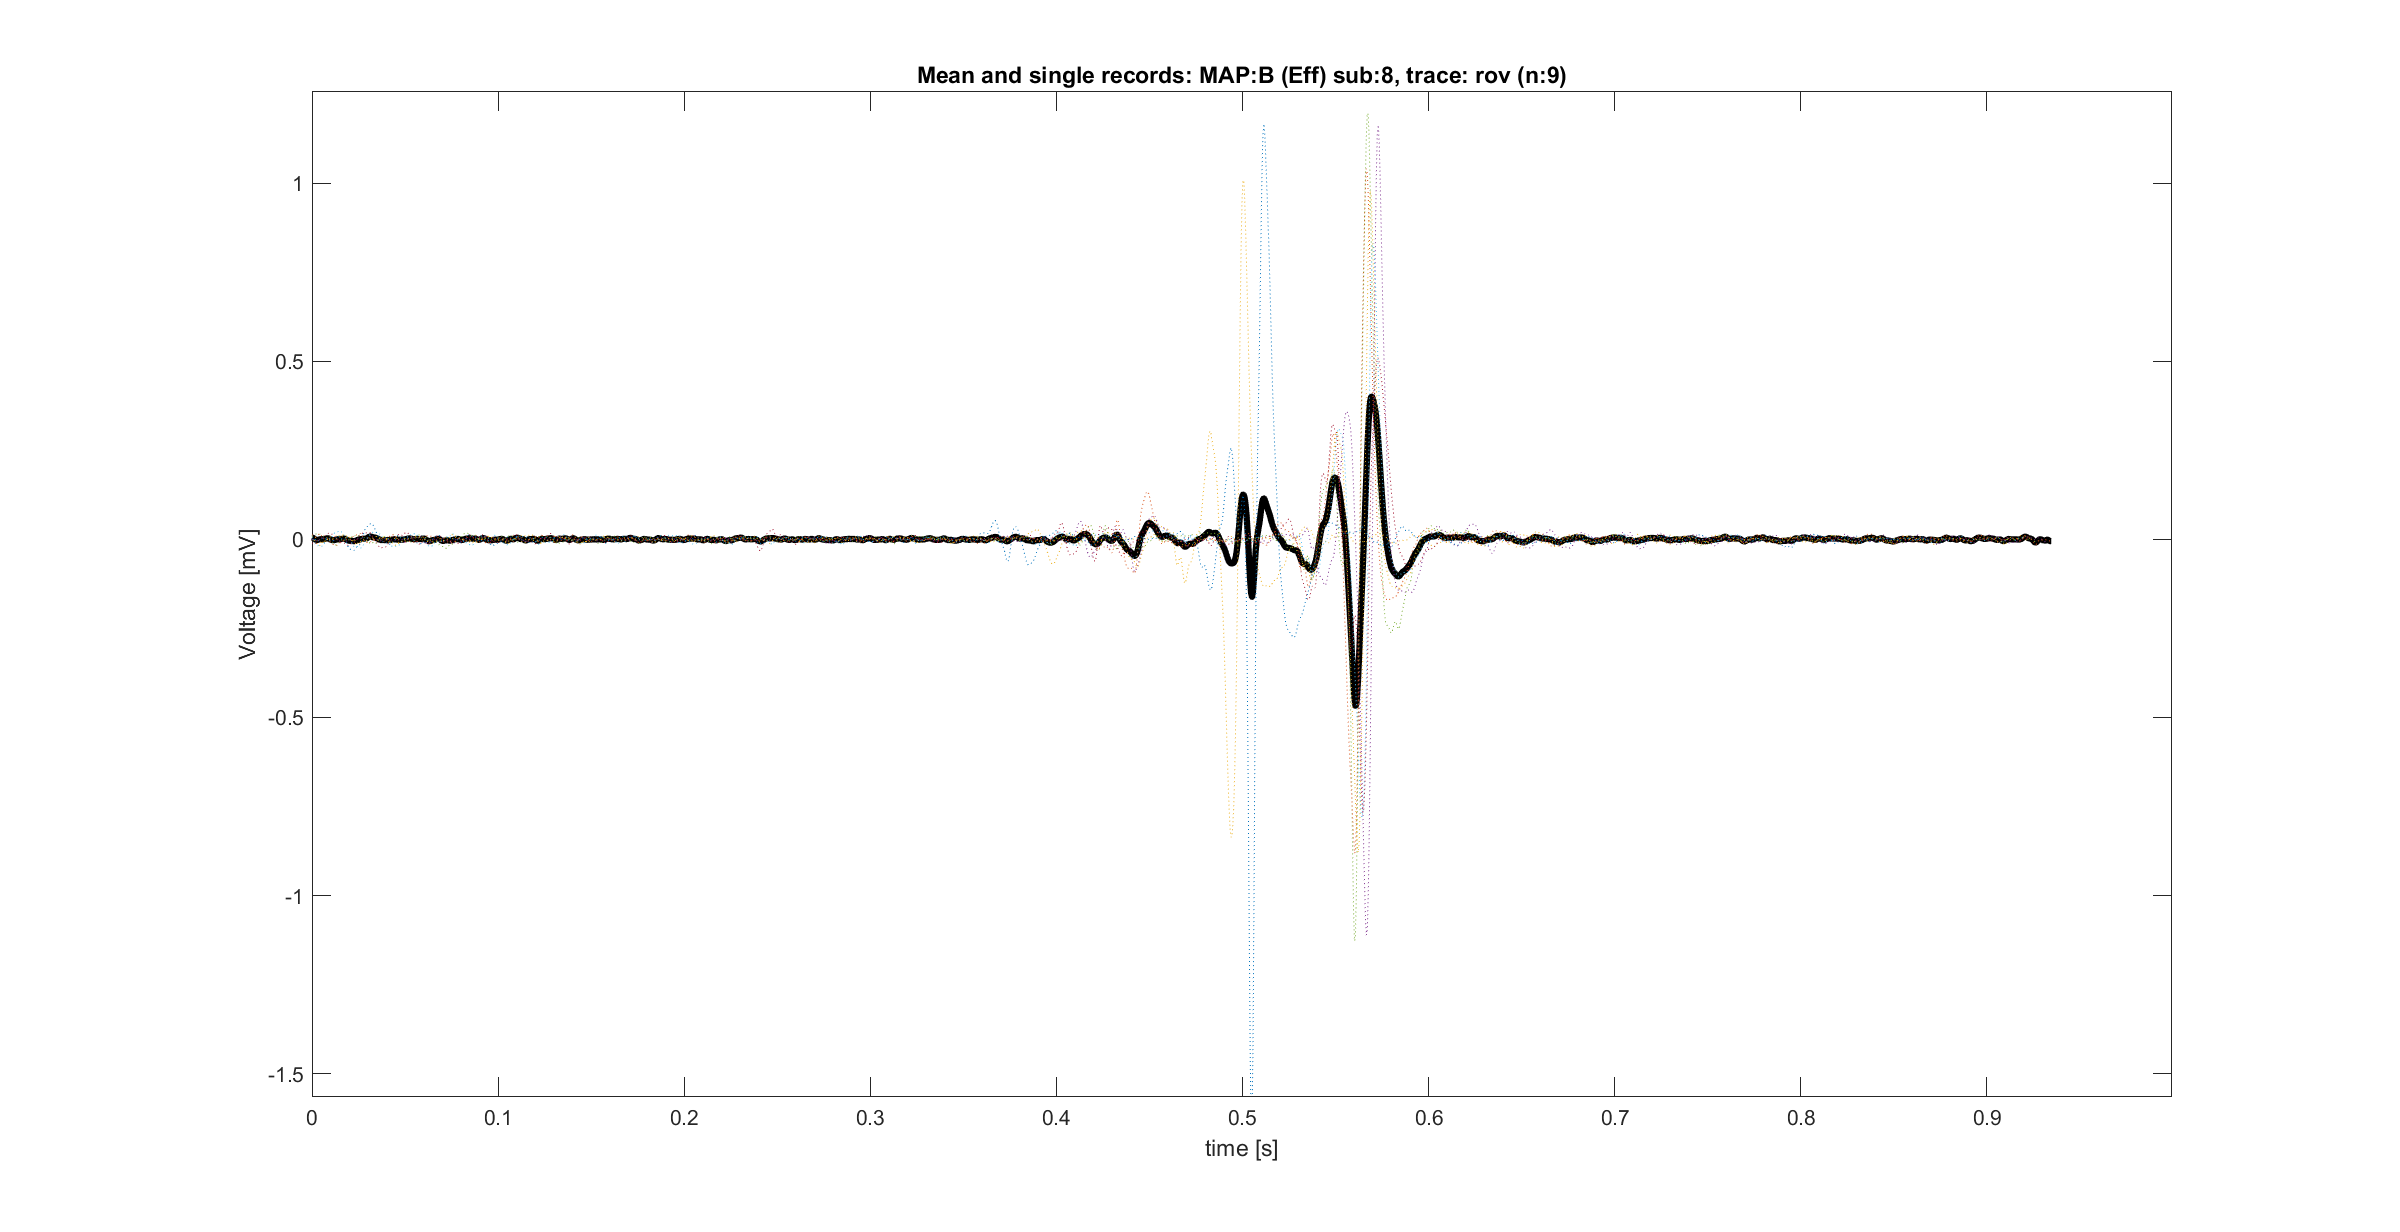 Mean and single records: MAP:B (Eff) sub:8, trace: rov (n:9)
1
0.5
0
-0.5
-1
-1.5
Voltage [mV]
0 0.1 0.2 0.3 0.4 0.5 0.6 0.7 0.8 0.9
time [s]